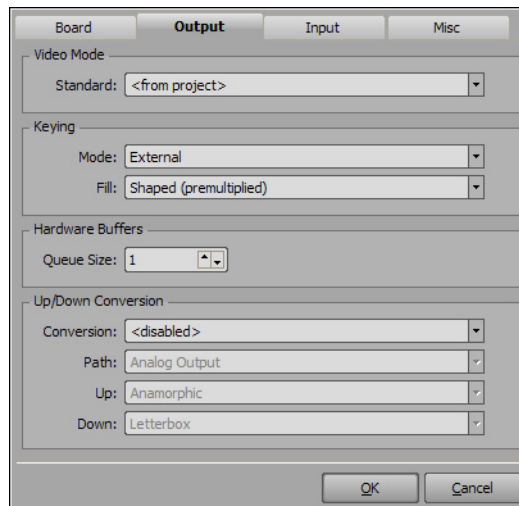 Board Output Input Misc
Video Mode
Standard: <from project>
Keying
Mode: External
Fill: Shaped (premultiplied)
Hardware Buffers
Queue Size: 1
Up/Down Conversion
Conversion: <disabled>
Path: Analog Output
Up: Anamorphic
Down: Letterbox
OK Cancel